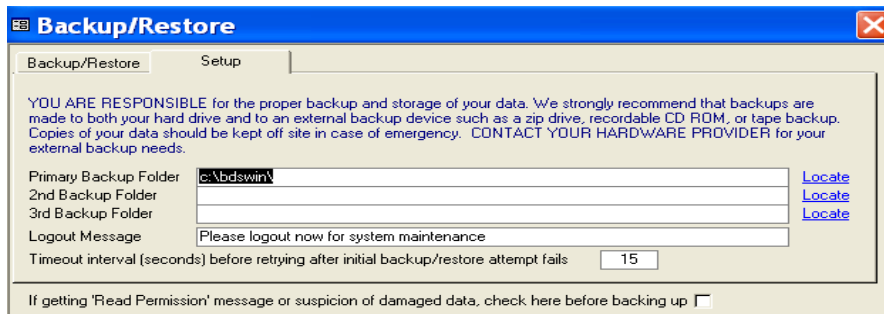 Backup/Restore
Backup/Restore Setup
YOU ARE RESPONSIBLE for the proper backup and storage of your data. We strongly recommend that backups are
made to both your hard drive and to an external backup device such as a zip drive, recordable CD ROM, or tape backup.
Copies of your data should be kept off site in case of emergency. CONTACT YOUR HARDWARE PROVIDER for your
external backup needs.
Primary Backup Folder c:\bdswin\ Locate
2nd Backup Folder Locate
3rd Backup Folder Locate
Logout Message Please logout now for system maintenance
Timeout interval (seconds) before retrying after initial backup/restore attempt fails 15
If getting 'Read Permission' message or suspicion of damaged data, check here before backing up